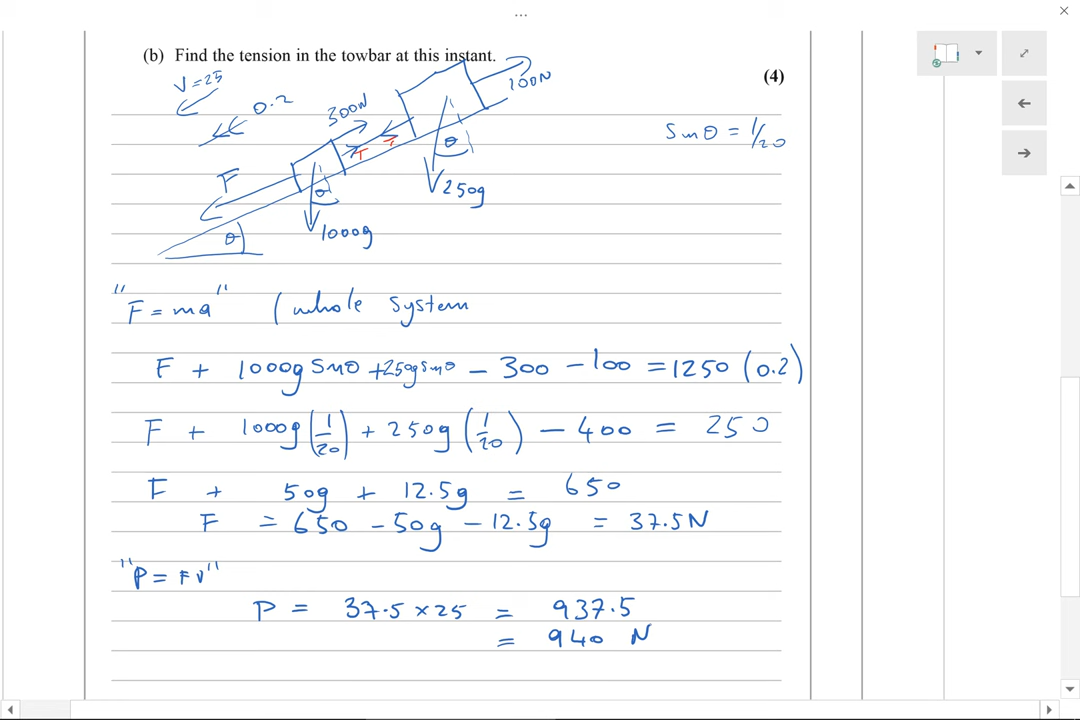 (b) Find the tension in the towbar at this instant.
(4)
V = 25
0.2
300N
100N
sinθ = 1/20
T T
θ
F
θ
250g
θ
1000g
"F = ma" (whole system
F + 1000g sinθ + 250g sinθ - 300 - 100 = 1250 (0.2)
F + 1000g (1/20) + 250g (1/20) - 400 = 250
F + 50g + 12.5g = 650
F = 650 - 50g - 12.5g = 37.5N
"P = FV"
P = 37.5 × 25 = 937.5
= 940 N